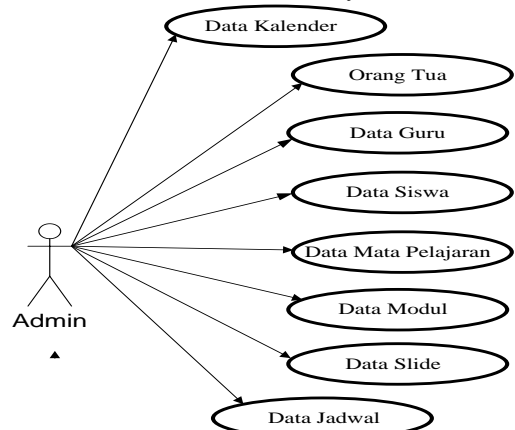 Data Kalender
Orang Tua
Data Guru
Data Siswa
Data Mata Pelajaran
Data Modul
Admin
Data Slide
Data Jadwal